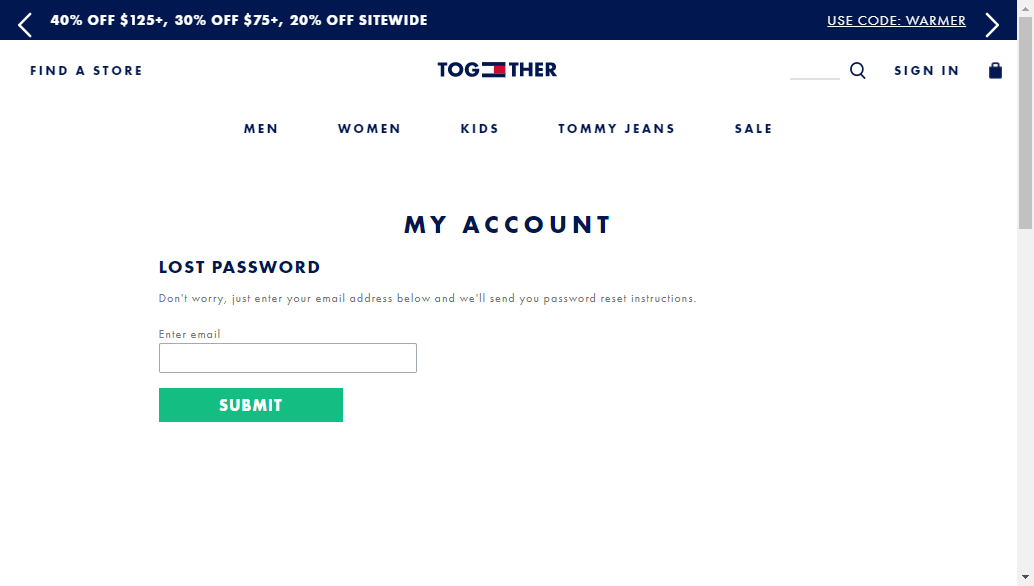 40% OFF $125+, 30% OFF $75+, 20% OFF SITEWIDE
USE CODE: WARMER
FIND A STORE
TOG THER
SIGN IN
MEN
WOMEN
KIDS
TOMMY JEANS
SALE
MY ACCOUNT
LOST PASSWORD
Don't worry, just enter your email address below and we'll send you password reset instructions.
Enter email
SUBMIT